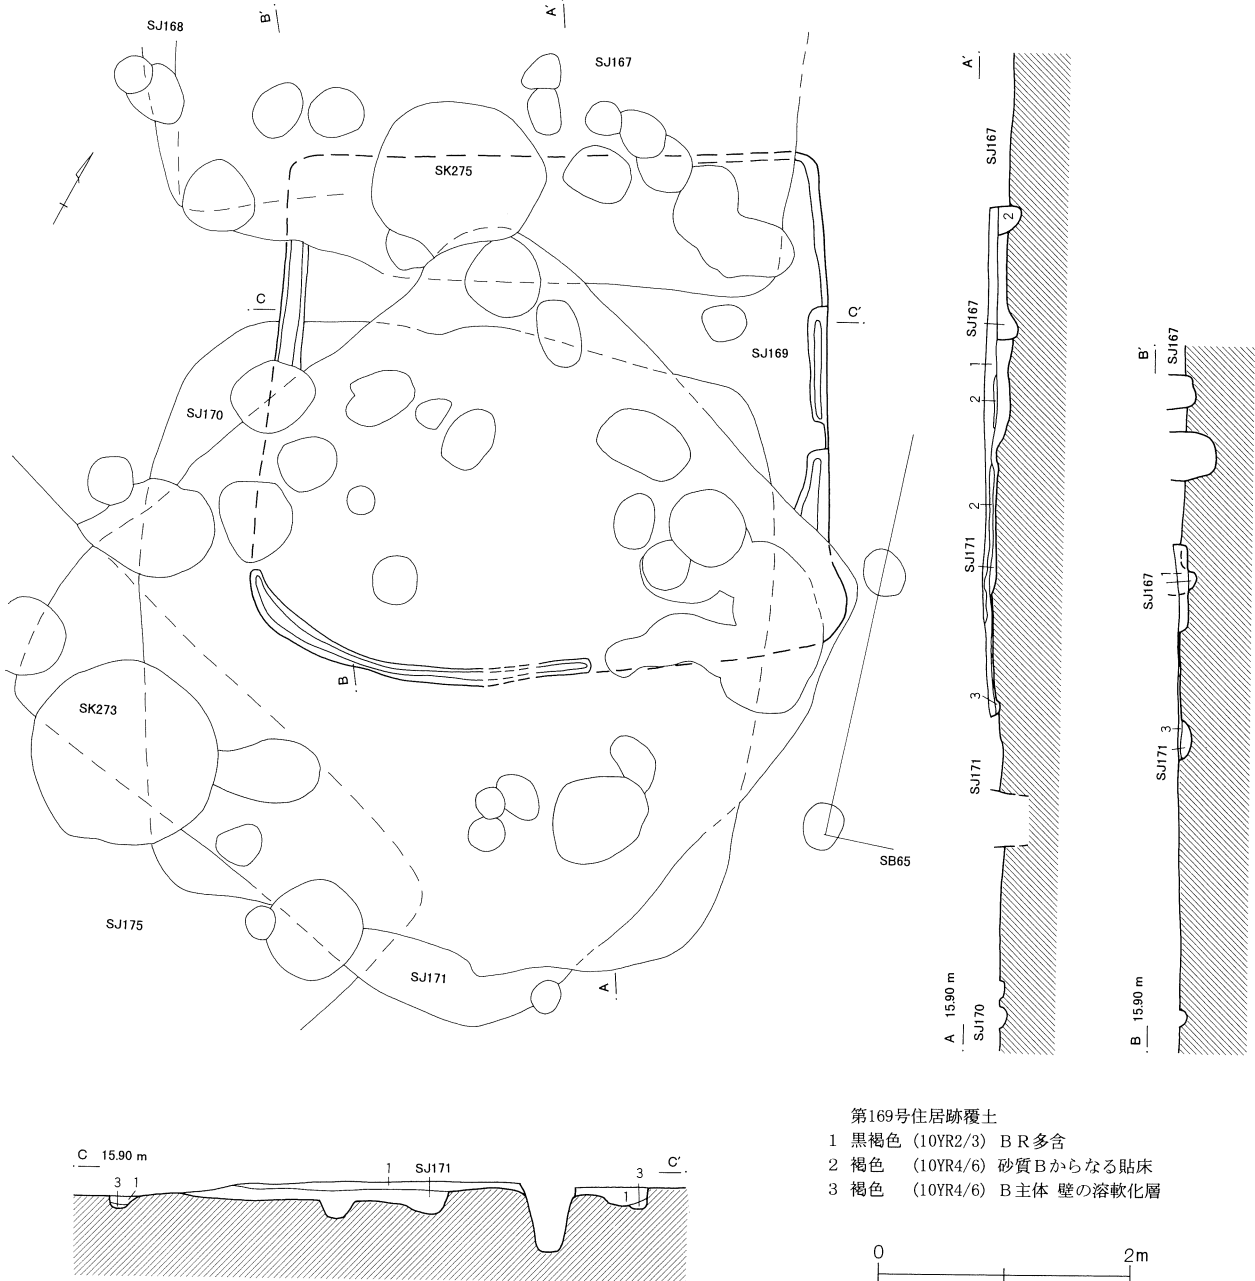 SJ168
B′
A′
SJ167
SK275
C
C′
SJ169
SJ170
SK273
B
SB65
SJ175
SJ171
A
A′
SJ167
2
SJ167
1
2
2
SJ171
3
SJ171
A 15.90 m
SJ170
B′
SJ167
1
SJ167
3
SJ171
B 15.90 m
C 15.90 m
C′
3
1
1
SJ171
3
1
第169号住居跡覆土
1 黒褐色 (10YR2/3) BR多含
2 褐色 (10YR4/6) 砂質Bからなる貼床
3 褐色 (10YR4/6) B主体 壁の溶軟化層
0
2m